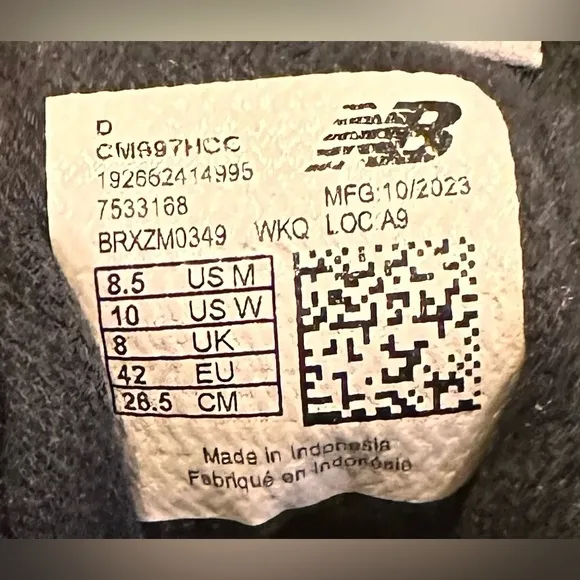 D
CM997HCC
192662414995
7533168
BRXZM0349 WKQ
NB
MFG:10/2023
LOC:A9
8.5 US M
10 US W
8 UK
42 EU
26.5 CM
Made in Indonesia
Fabriqué en Indonésie